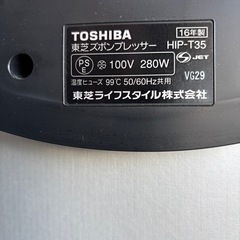 TOSHIBA 16年製
東芝ズボンプレッサー HIP-T35
PS E 100V 280W JET
温度ヒューズ 99℃ 50/60Hz共用 VG29
東芝ライフスタイル株式会社